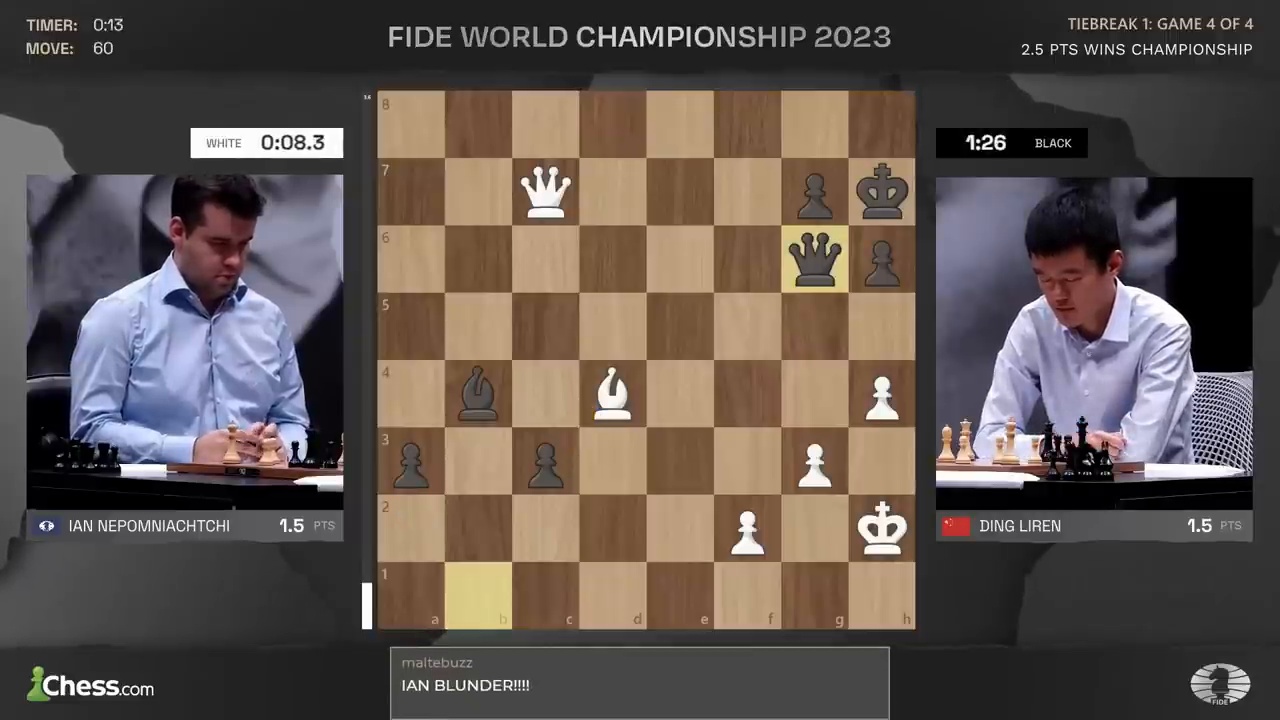 TIMER: 0:13
MOVE: 60
FIDE WORLD CHAMPIONSHIP 2023
TIEBREAK 1: GAME 4 OF 4
2.5 PTS WINS CHAMPIONSHIP
WHITE 0:08.3
1:26 BLACK
8
7
6
5
4
3
2
1
a b c d e f g h
IAN NEPOMNIACHTCHI 1.5 PTS
DING LIREN 1.5 PTS
maltebuzz
IAN BLUNDER!!!!
Chess.com
FIDE